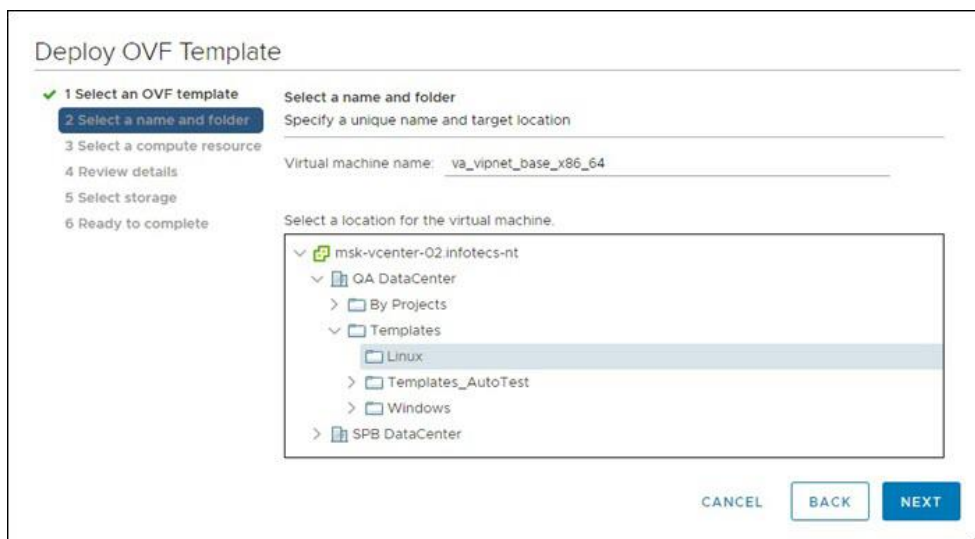 Deploy OVF Template
1 Select an OVF template
2 Select a name and folder
3 Select a compute resource
4 Review details
5 Select storage
6 Ready to complete
Select a name and folder
Specify a unique name and target location
Virtual machine name: va_vipnet_base_x86_64
Select a location for the virtual machine.
msk-vcenter-02.infotecs-nt
QA DataCenter
By Projects
Templates
Linux
Templates_AutoTest
Windows
SPB DataCenter
CANCEL BACK NEXT